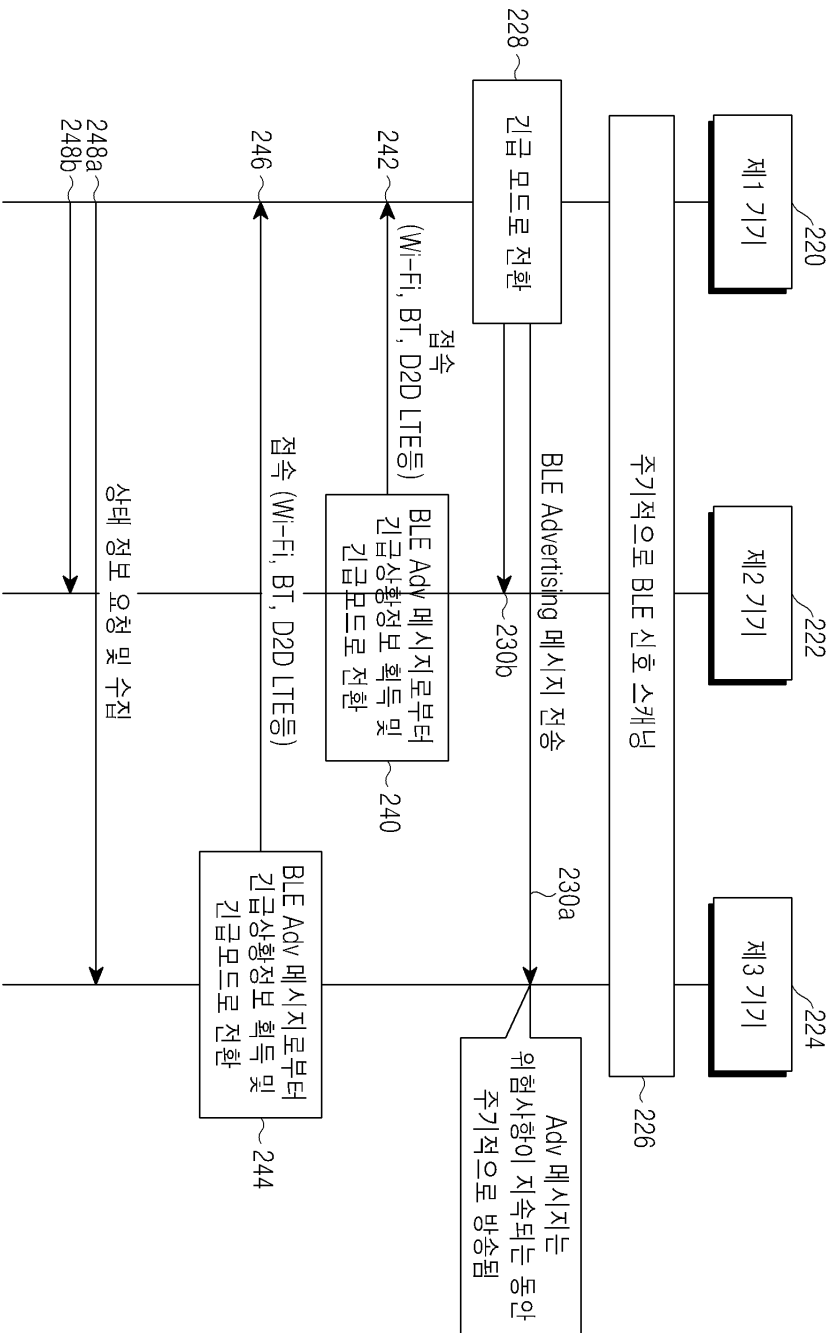 제1 기기
220
제2 기기
222
제3 기기
224
주기적으로 BLE 신호 스캐닝
226
228
긴급 모드로 전환
BLE Advertising 메시지 전송
230a
230b
Adv 메시지는
위험사항이 지속되는 동안
주기적으로 방송됨
242
접속
(Wi-Fi, BT, D2D LTE등)
BLE Adv 메시지로부터
긴급상황정보 획득 및
긴급모드로 전환
240
246
접속 (Wi-Fi, BT, D2D LTE등)
BLE Adv 메시지로부터
긴급상황정보 획득 및
긴급모드로 전환
244
248a
248b
상태 정보 요청 및 수집